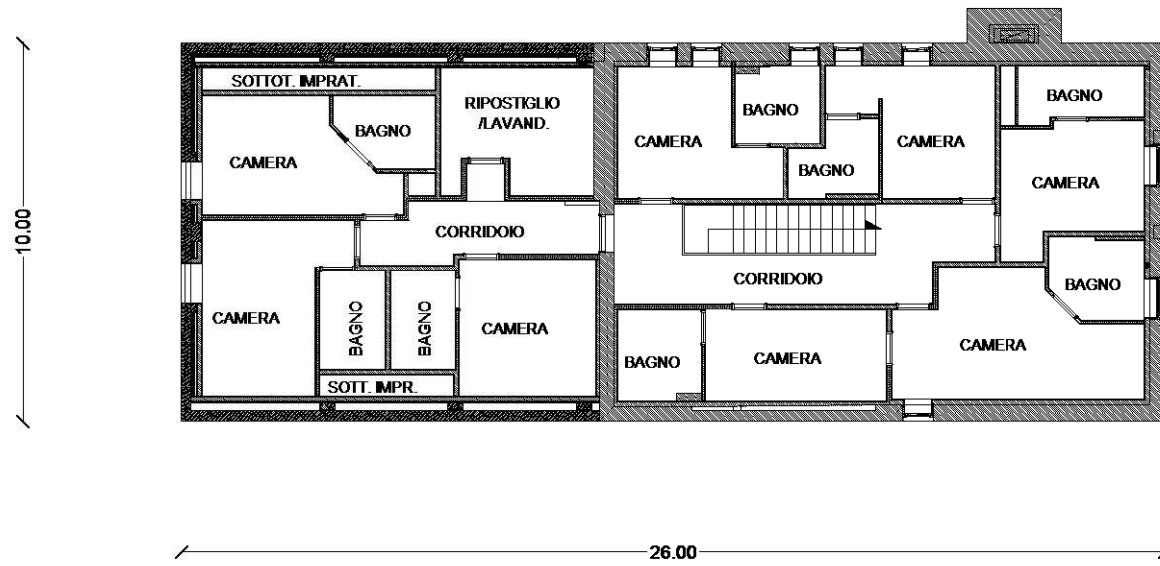 SOTTOT. IMPRAT.
RIPOSTIGLIO
/LAVAND.
BAGNO
CAMERA
BAGNO
CAMERA
BAGNO
CAMERA
BAGNO
CAMERA
10.00
CORRIDOIO
CORRIDOIO
BAGNO
CAMERA
BAGNO
BAGNO
CAMERA
BAGNO
CAMERA
CAMERA
SOTT. IMPR.
26.00